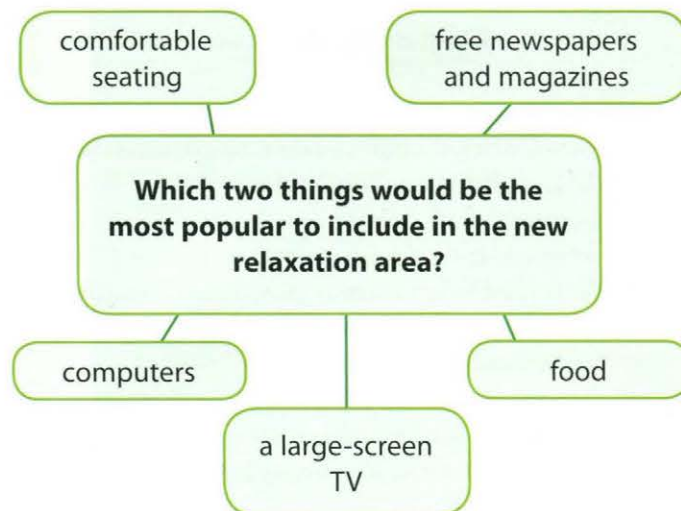 comfortable
seating
free newspapers
and magazines
Which two things would be the
most popular to include in the new
relaxation area?
computers
food
a large-screen
TV